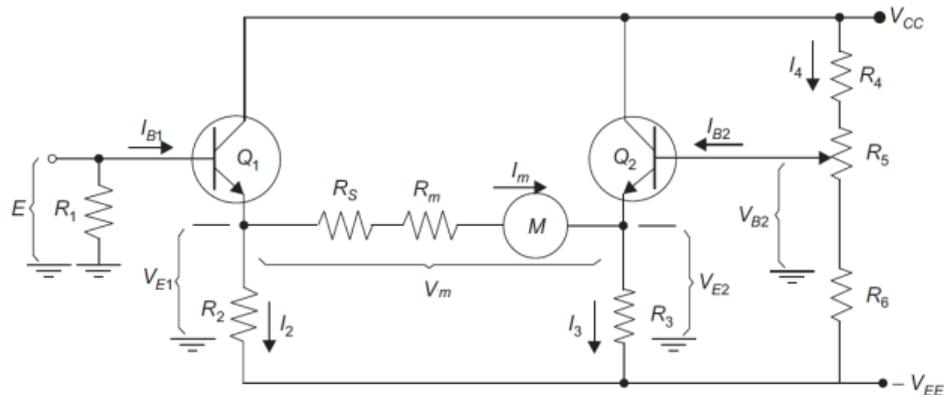 V_CC
I_4
R_4
I_B1
Q_1
I_B2
Q_2
R_5
E
R_1
R_S
R_m
I_m
M
V_B2
V_E1
V_m
V_E2
R_2
I_2
I_3
R_3
R_6
– V_EE